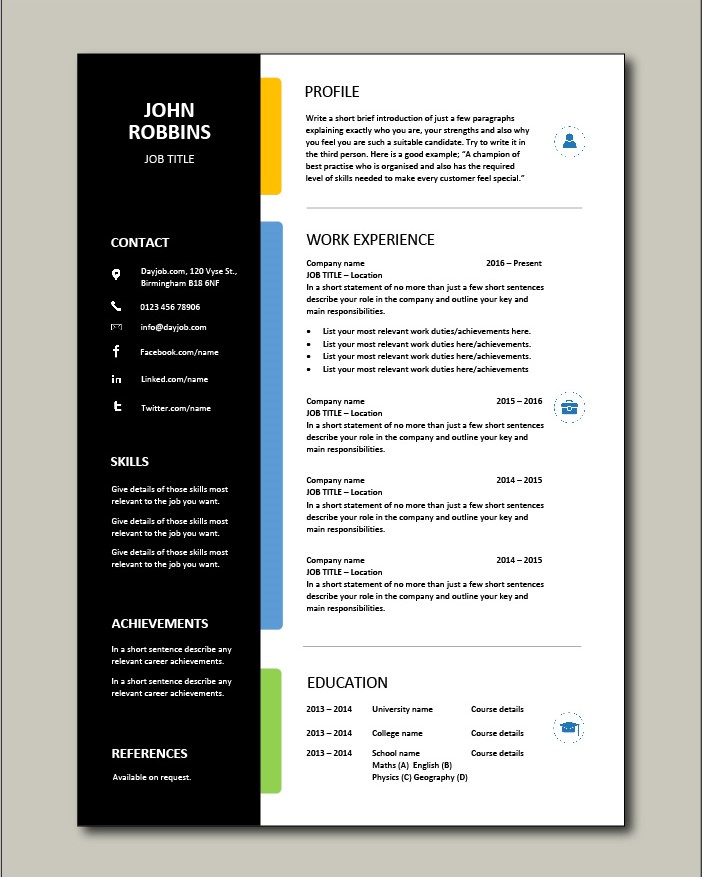 JOHN
ROBBINS
JOB TITLE
CONTACT
Dayjob.com, 120 Vyse St.,
Birmingham B18 6NF
0123 456 78906
info@dayjob.com
Facebook.com/name
in
Linked.com/name
Twitter.com/name
SKILLS
Give details of those skills most
relevant to the job you want.
Give details of those skills most
relevant to the job you want.
Give details of those skills most
relevant to the job you want.
ACHIEVEMENTS
In a short sentence describe any
relevant career achievements.
In a short sentence describe any
relevant career achievements.
REFERENCES
Available on request.
PROFILE
Write a short brief introduction of just a few paragraphs
explaining exactly who you are, your strengths and also why
you feel you are such a suitable candidate. Try to write it in
the third person. Here is a good example; “A champion of
best practise who is organised and also has the required
level of skills needed to make every customer feel special.”
WORK EXPERIENCE
Company name 2016 – Present
JOB TITLE – Location
In a short statement of no more than just a few short sentences
describe your role in the company and outline your key and
main responsibilities.
• List your most relevant work duties/achievements here.
• List your most relevant work duties here/achievements.
• List your most relevant work duties here/achievements.
• List your most relevant work duties here/achievements
Company name 2015 – 2016
JOB TITLE – Location
In a short statement of no more than just a few short sentences
describe your role in the company and outline your key and
main responsibilities.
Company name 2014 – 2015
JOB TITLE – Location
In a short statement of no more than just a few short sentences
describe your role in the company and outline your key and
main responsibilities.
Company name 2014 – 2015
JOB TITLE – Location
In a short statement of no more than just a few short sentences
describe your role in the company and outline your key and
main responsibilities.
EDUCATION
2013 – 2014 University name Course details
2013 – 2014 College name Course details
2013 – 2014 School name Course details
Maths (A) English (B)
Physics (C) Geography (D)